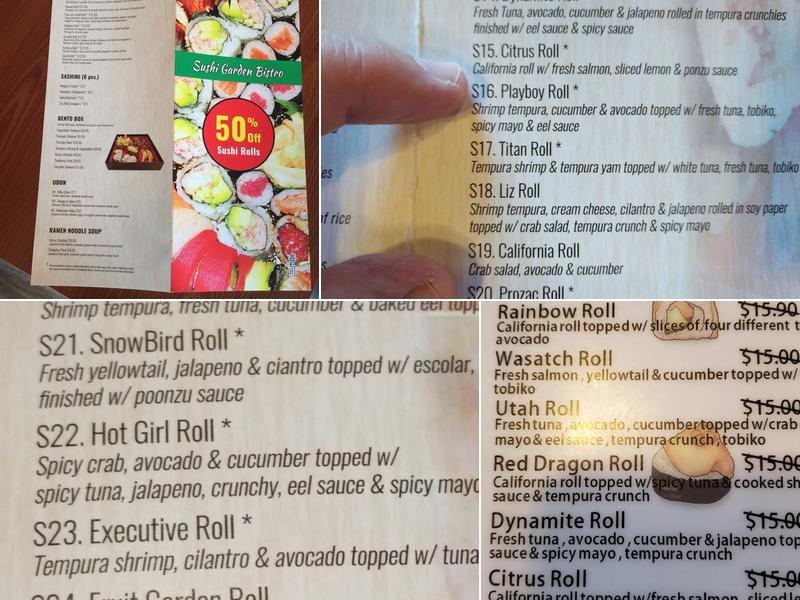 SASHIMI (6 pcs.)
BENTO BOX
UDON
RAMEN NOODLE SOUP
Sushi Garden Bistro
50%
Off
Sushi Rolls
Fresh Tuna, avocado, cucumber & jalapeno rolled in tempura crunchies
finished w/ eel sauce & spicy sauce
S15. Citrus Roll *
California roll w/ fresh salmon, sliced lemon & ponzu sauce
S16. Playboy Roll *
Shrimp tempura, cucumber & avocado topped w/ fresh tuna, tobiko,
spicy mayo & eel sauce
S17. Titan Roll *
Tempura shrimp & tempura yam topped w/ white tuna, fresh tuna, tobiko
S18. Liz Roll
Shrimp tempura, cream cheese, cilantro & jalapeno rolled in soy paper
topped w/ crab salad, tempura crunch & spicy mayo
S19. California Roll
Crab salad, avocado & cucumber
S20. Prozac Roll *
of rice
Shrimp tempura, fresh tuna, cucumber & baked eel
S21. SnowBird Roll *
Fresh yellowtail, jalapeno & ciantro topped w/ escolar,
finished w/ poonzu sauce
S22. Hot Girl Roll *
Spicy crab, avocado & cucumber topped w/
spicy tuna, jalapeno, crunchy, eel sauce & spicy mayo
S23. Executive Roll *
Tempura shrimp, cilantro & avocado topped w/ tuna
Fruit Garden Roll
Rainbow Roll $15.90
California roll topped w/ slices of four different
avocado
Wasatch Roll $15.00
Fresh salmon , yellowtail & cucumber topped w/
tobiko
Utah Roll $15.00
Fresh tuna , avocado , cucumber topped w/crab
mayo & eel sauce , tempura crunch , tobiko
Red Dragon Roll $15.00
California roll topped w/spicy tuna & cooked
sauce & tempura crunch
Dynamite Roll $15.00
Fresh tuna , avocado , cucumber & jalapeno
sauce & spicy mayo , tempura crunch
Citrus Roll $15.00
California roll topped w/fresh salmon , sliced